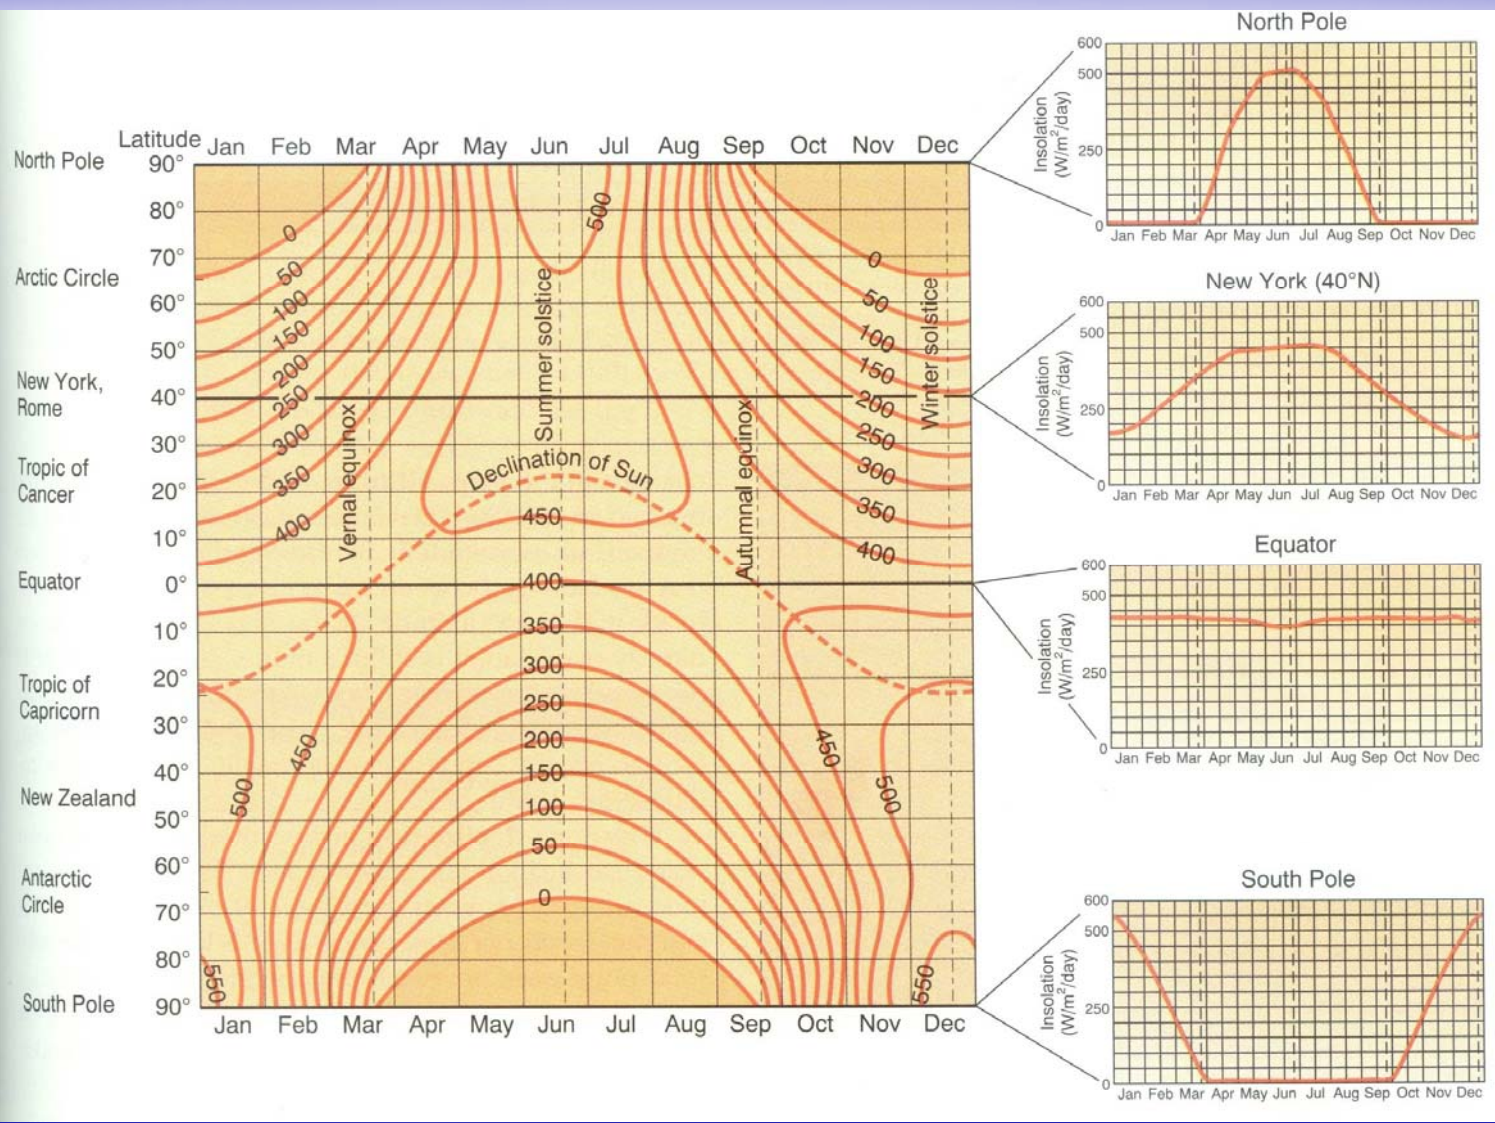 Latitude Jan Feb Mar Apr May Jun Jul Aug Sep Oct Nov Dec
North Pole 90°
80°
70°
Arctic Circle
60°
50°
New York,
Rome
40°
30°
Tropic of
Cancer
20°
10°
Equator 0°
10°
20°
Tropic of
Capricorn
30°
40°
New Zealand
50°
60°
Antarctic
Circle
70°
80°
South Pole 90°
Jan Feb Mar Apr May Jun Jul Aug Sep Oct Nov Dec
0
50
100
150
200
250
300
350
400
Vernal equinox
Summer solstice
500
Declination of Sun
450
Autumnal equinox
Winter solstice
0
50
100
150
200
250
300
350
400
400
350
300
250
200
150
100
50
0
450
500
550
450
500
550
North Pole
Insolation
(W/m²/day)
600
500
250
0
Jan Feb Mar Apr May Jun Jul Aug Sep Oct Nov Dec
New York (40°N)
Insolation
(W/m²/day)
600
500
250
0
Jan Feb Mar Apr May Jun Jul Aug Sep Oct Nov Dec
Equator
Insolation
(W/m²/day)
600
500
250
0
Jan Feb Mar Apr May Jun Jul Aug Sep Oct Nov Dec
South Pole
Insolation
(W/m²/day)
600
500
250
0
Jan Feb Mar Apr May Jun Jul Aug Sep Oct Nov Dec